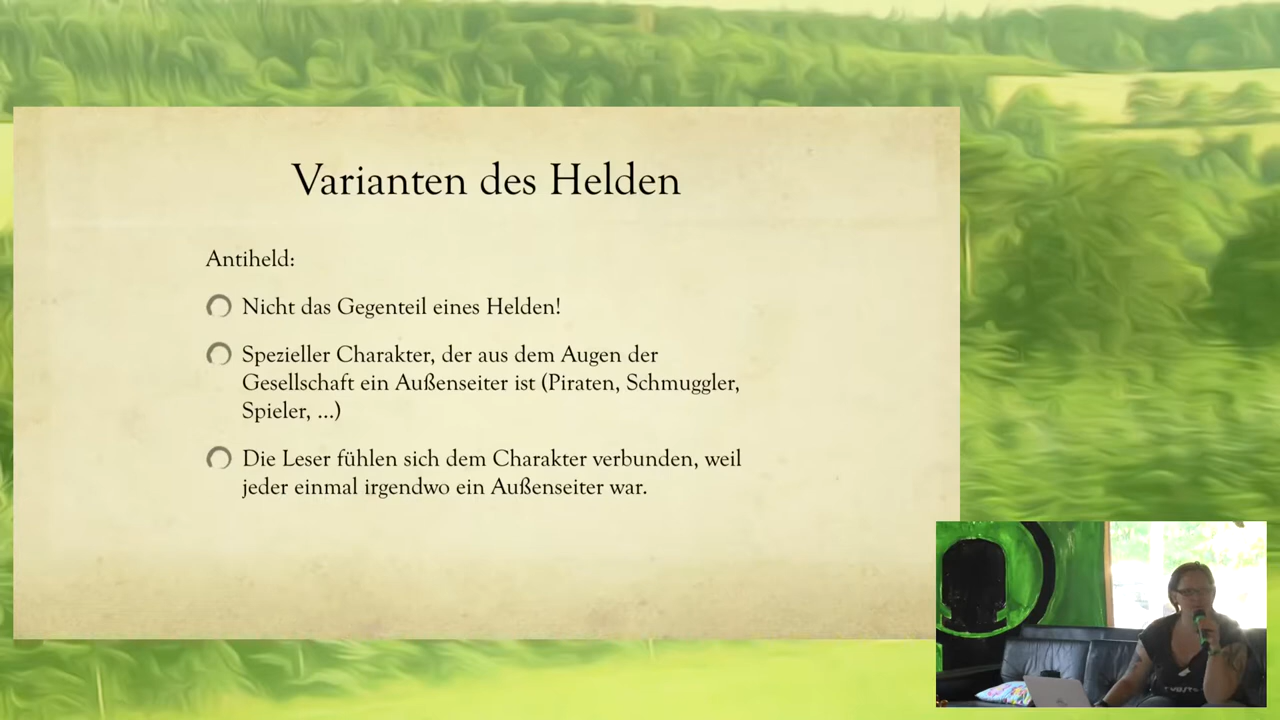 Varianten des Helden
Antiheld:
Nicht das Gegenteil eines Helden!
Spezieller Charakter, der aus dem Augen der
Gesellschaft ein Außenseiter ist (Piraten, Schmuggler,
Spieler, ...)
Die Leser fühlen sich dem Charakter verbunden, weil
jeder einmal irgendwo ein Außenseiter war.